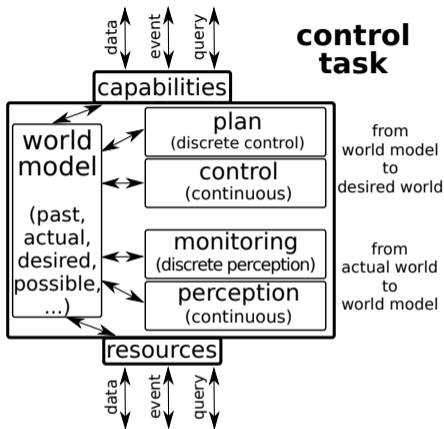 data
event
query
control
task
capabilities
world
model
(past,
actual,
desired,
possible,
...)
plan
(discrete control)
control
(continuous)
from
world model
to
desired world
monitoring
(discrete perception)
perception
(continuous)
from
actual world
to
world model
resources
data
event
query